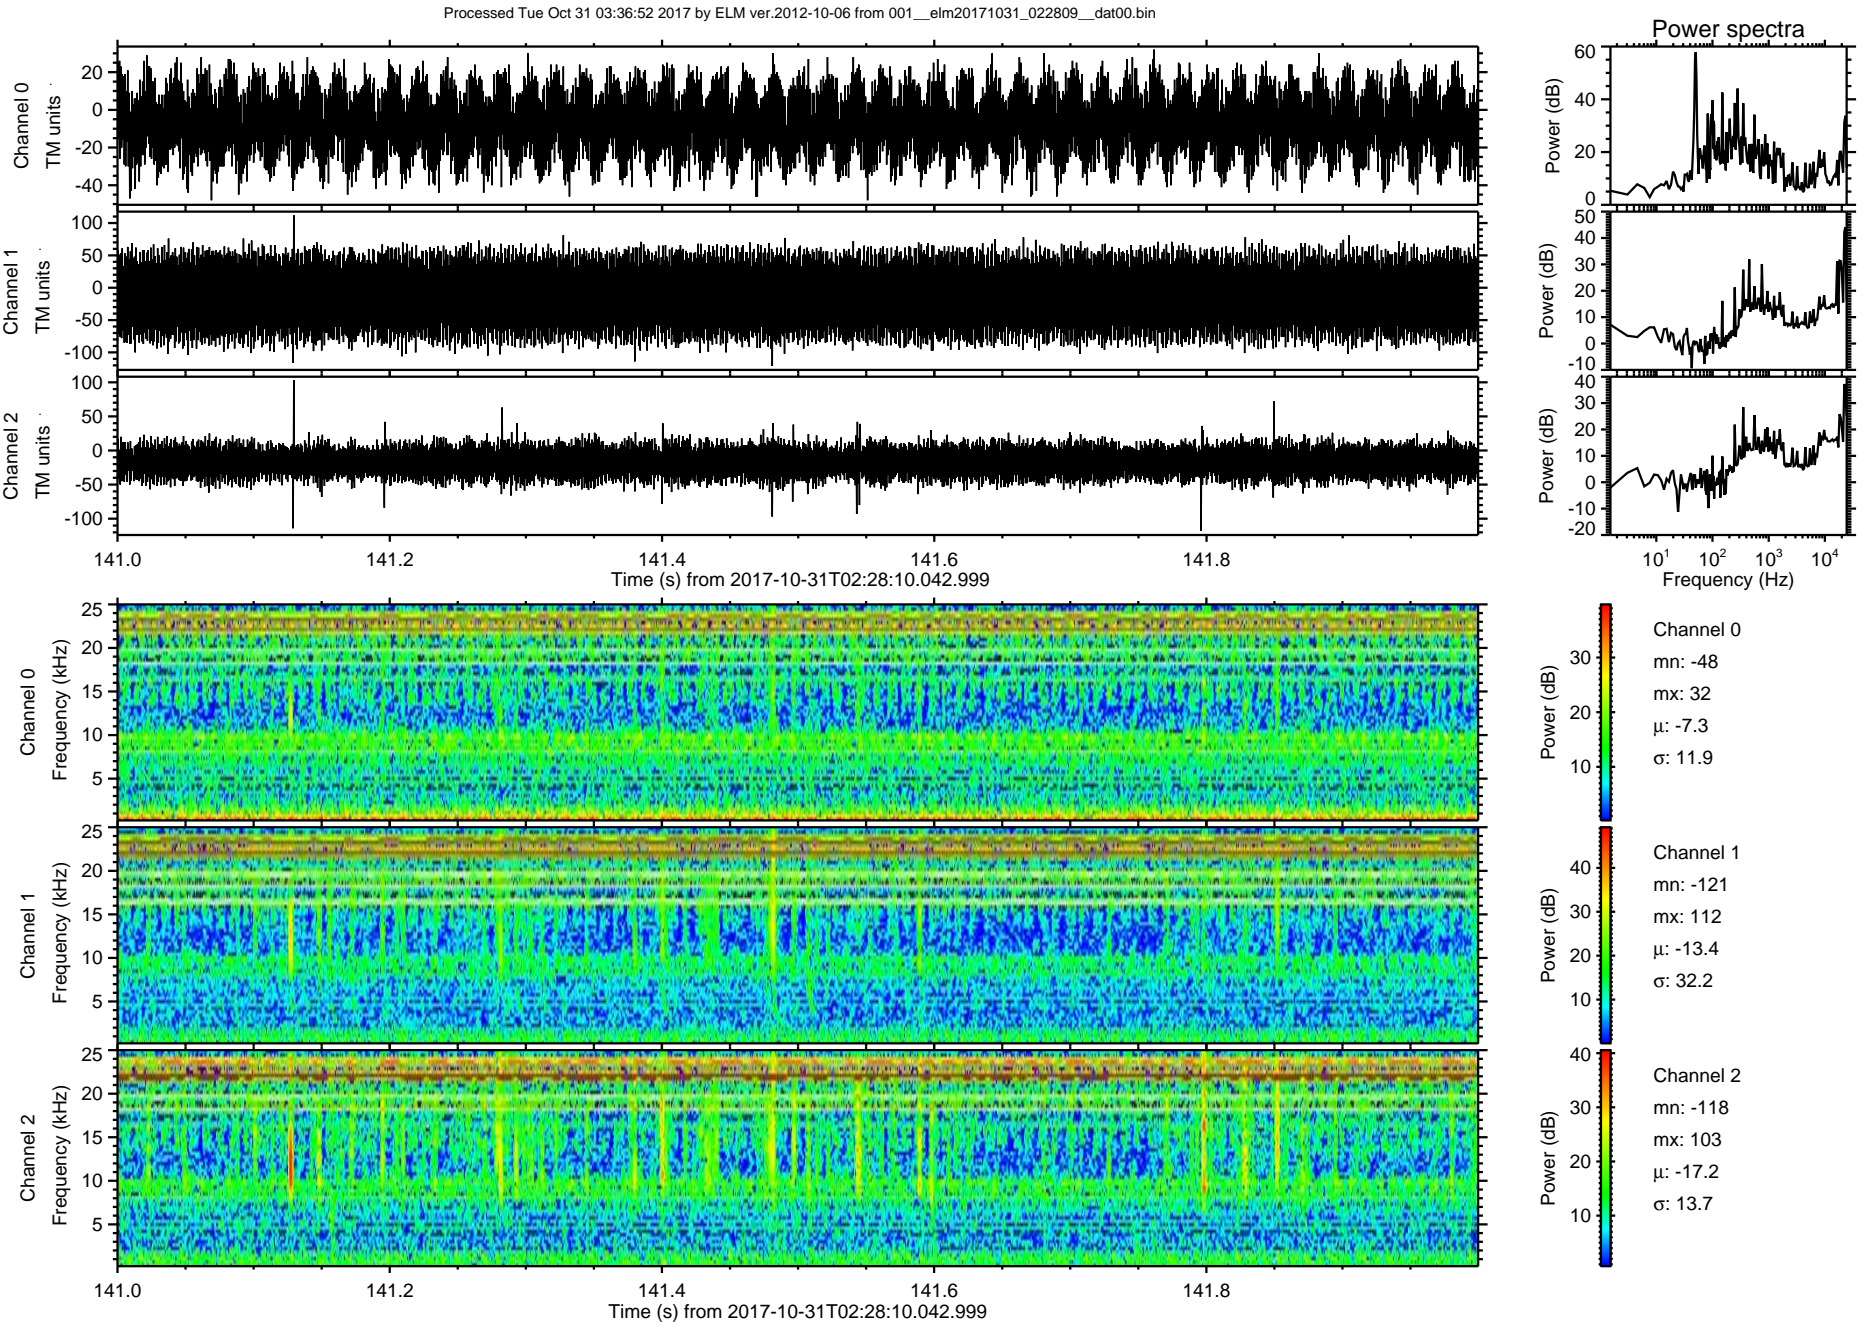 Processed Tue Oct 31 03:36:52 2017 by ELM ver.2012-10-06 from 001__elm20171031_022809__dat00.bin
Power spectra
Channel 0
TM units
20
0
-20
-40
Power (dB)
60
40
20
0
Channel 1
TM units
100
50
0
-50
-100
Power (dB)
50
40
30
20
10
0
-10
Channel 2
TM units
100
50
0
-50
-100
Power (dB)
40
30
20
10
0
-10
-20
141.0 141.2 141.4 141.6 141.8
Time (s) from 2017-10-31T02:28:10.042.999
10^1 10^2 10^3 10^4
Frequency (Hz)
Channel 0
Frequency (kHz)
25
20
15
10
5
Power (dB)
30
20
10
Channel 0
mn: -48
mx: 32
μ: -7.3
σ: 11.9
Channel 1
Frequency (kHz)
25
20
15
10
5
Power (dB)
40
30
20
10
Channel 1
mn: -121
mx: 112
μ: -13.4
σ: 32.2
Channel 2
Frequency (kHz)
25
20
15
10
5
Power (dB)
40
30
20
10
Channel 2
mn: -118
mx: 103
μ: -17.2
σ: 13.7
141.0 141.2 141.4 141.6 141.8
Time (s) from 2017-10-31T02:28:10.042.999